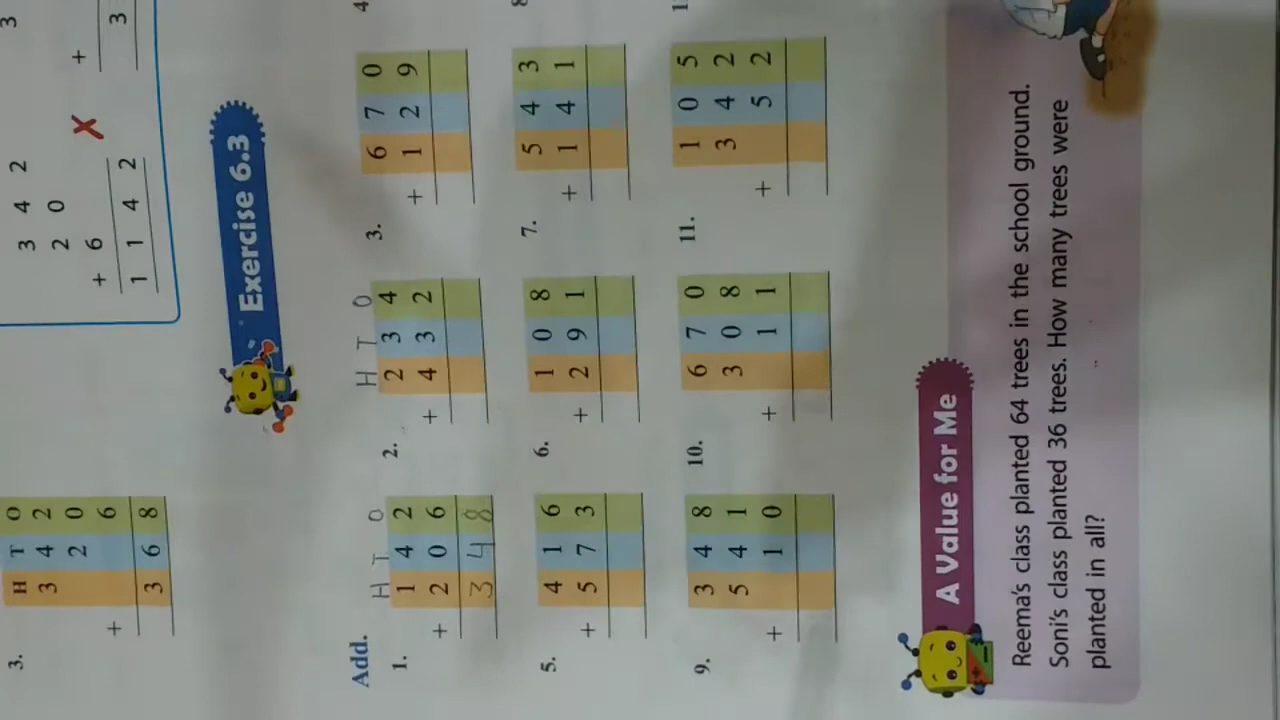 3.
H T O
3 4 2
2 0
+ 6
3 6 8
3 4 2
2 0
+ 6
1 1 4 2
✗
3
+
3
Exercise 6.3
Add.
1.
H T O
1 4 2
+ 2 0 6
3 4 8
2.
H T O
2 3 4
+ 4 3 2
3.
6 7 0
+ 1 2 9
4
5.
4 1 6
+ 5 7 3
6.
1 0 8
+ 2 9 1
7.
5 4 3
+ 1 4 1
9.
3 4 8
5 4 1
+ 1 0
10.
6 7 0
3 0 8
+ 1 1
11.
1 0 5
3 4 2
+ 5 2
A Value for Me
Reema's class planted 64 trees in the school ground.
Soni's class planted 36 trees. How many trees were
planted in all?